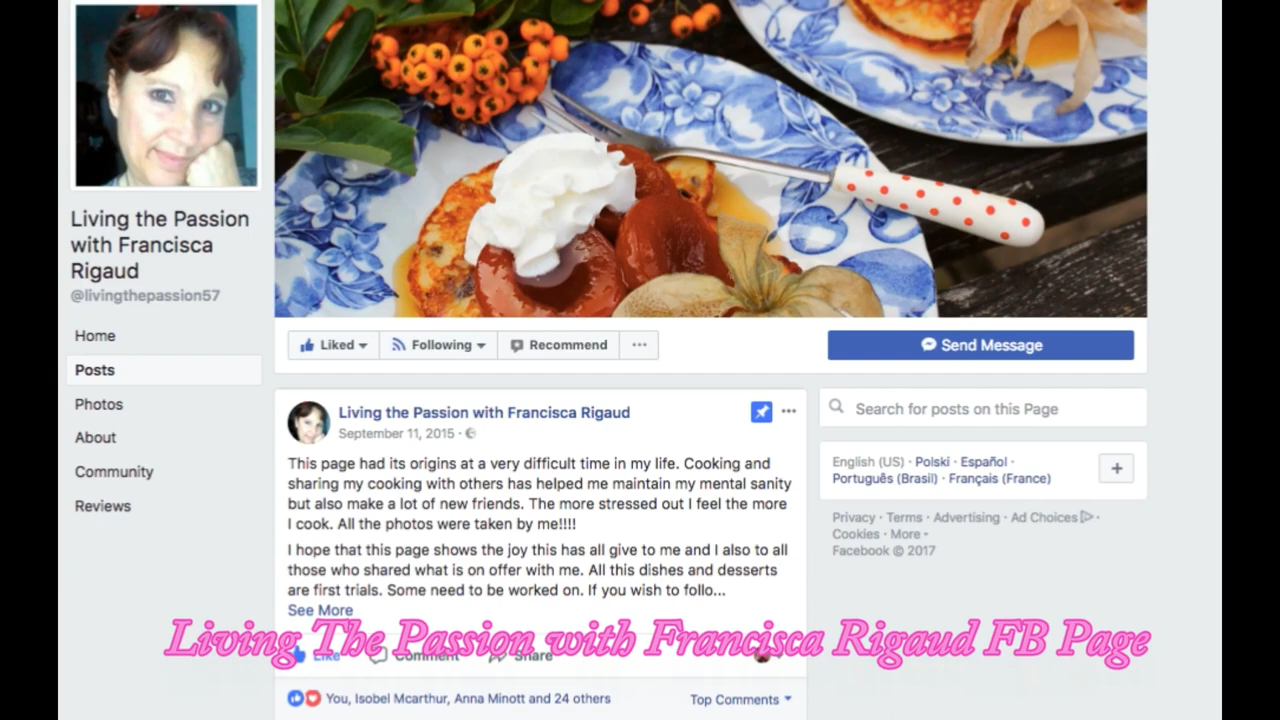 Living the Passion
with Francisca
Rigaud
@livingthepassion57
Home
Posts
Photos
About
Community
Reviews
Liked
Following
Recommend
Send Message
Living the Passion with Francisca Rigaud
September 11, 2015
This page had its origins at a very difficult time in my life. Cooking and
sharing my cooking with others has helped me maintain my mental sanity
but also make a lot of new friends. The more stressed out I feel the more
I cook. All the photos were taken by me!!!!
I hope that this page shows the joy this has all give to me and I also to all
those who shared what is on offer with me. All this dishes and desserts
are first trials. Some need to be worked on. If you wish to follo...
See More
Living The Passion with Francisca Rigaud FB Page
Like Comment Share
You, Isobel Mcarthur, Anna Minott and 24 others
Top Comments
Search for posts on this Page
English (US) · Polski · Español ·
Português (Brasil) · Français (France)
+
Privacy · Terms · Advertising · Ad Choices ·
Cookies · More
Facebook © 2017